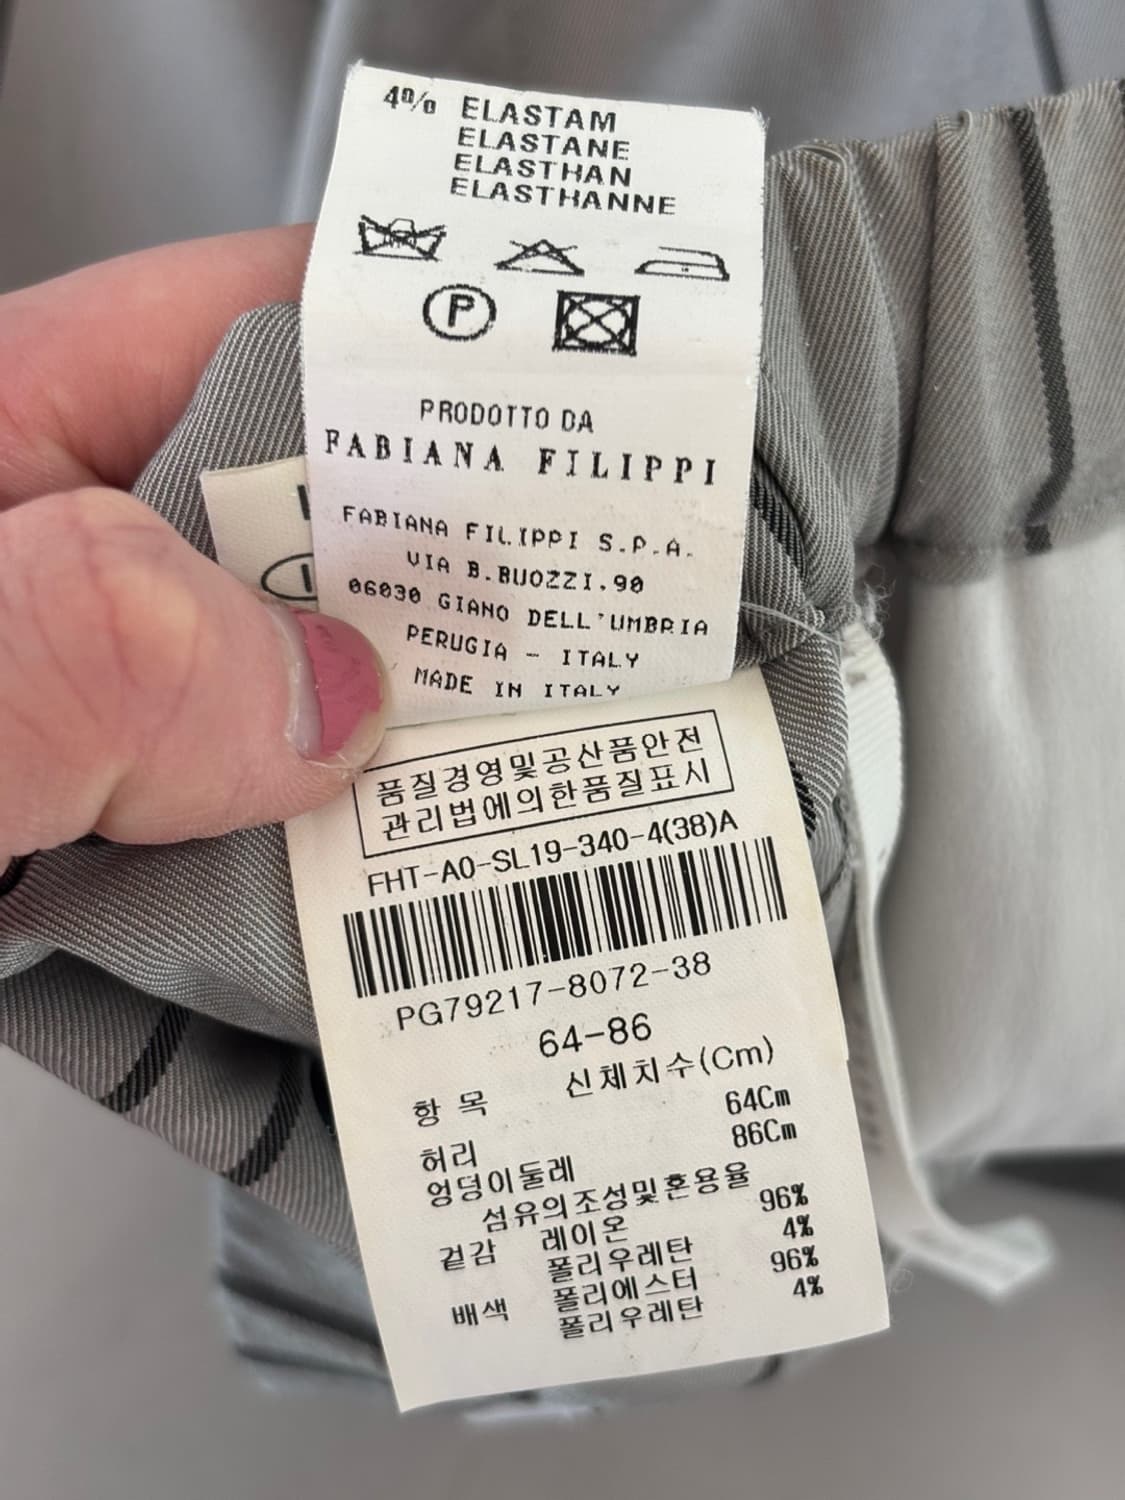 4% ELASTAM
ELASTANE
ELASTHAN
ELASTHANNE
P
PRODOTTO DA
FABIANA FILIPPI
FABIANA FILIPPI S.P.A.
VIA B.BUOZZI.90
06030 GIANO DELL'UMBRIA
PERUGIA - ITALY
MADE IN ITALY
품질경영및공산품안전
관리법에의한품질표시
FHT-A0-SL19-340-4(38)A
PG79217-8072-38
64-86
항 목 신체치수(Cm)
허리 64Cm
엉덩이둘레 86Cm
섬유의조성및혼용율
겉감 레이온 96%
폴리우레탄 4%
배색 폴리에스터 96%
폴리우레탄 4%